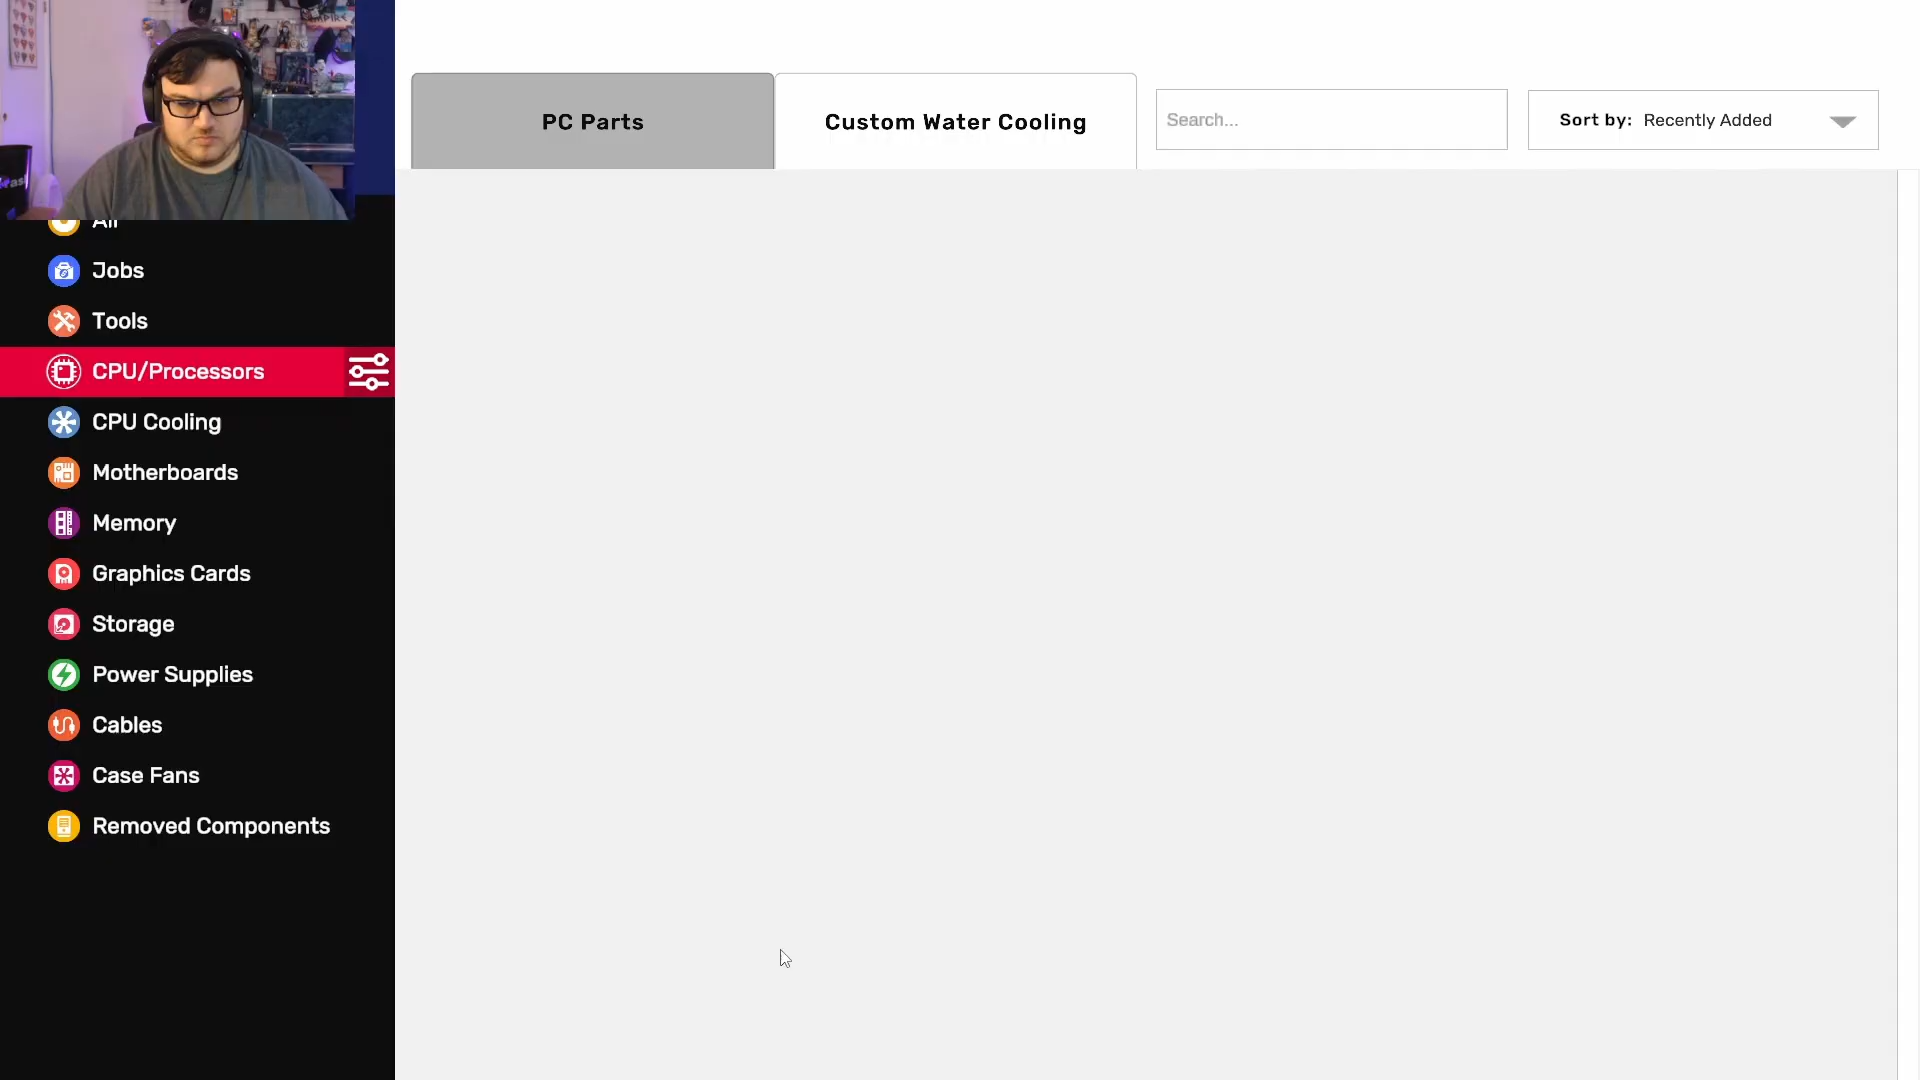 PC Parts
Custom Water Cooling
Search...
Sort by: Recently Added
All
Jobs
Tools
CPU/Processors
CPU Cooling
Motherboards
Memory
Graphics Cards
Storage
Power Supplies
Cables
Case Fans
Removed Components